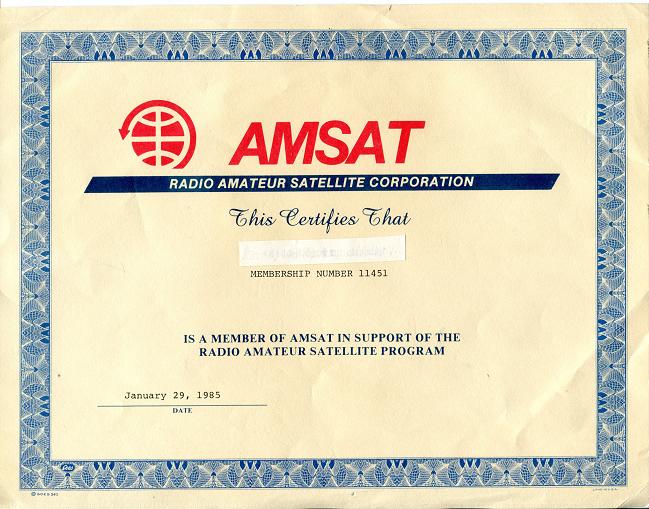 AMSAT
RADIO AMATEUR SATELLITE CORPORATION
This Certifies That
MEMBERSHIP NUMBER 11451
IS A MEMBER OF AMSAT IN SUPPORT OF THE
RADIO AMATEUR SATELLITE PROGRAM
January 29, 1985
DATE